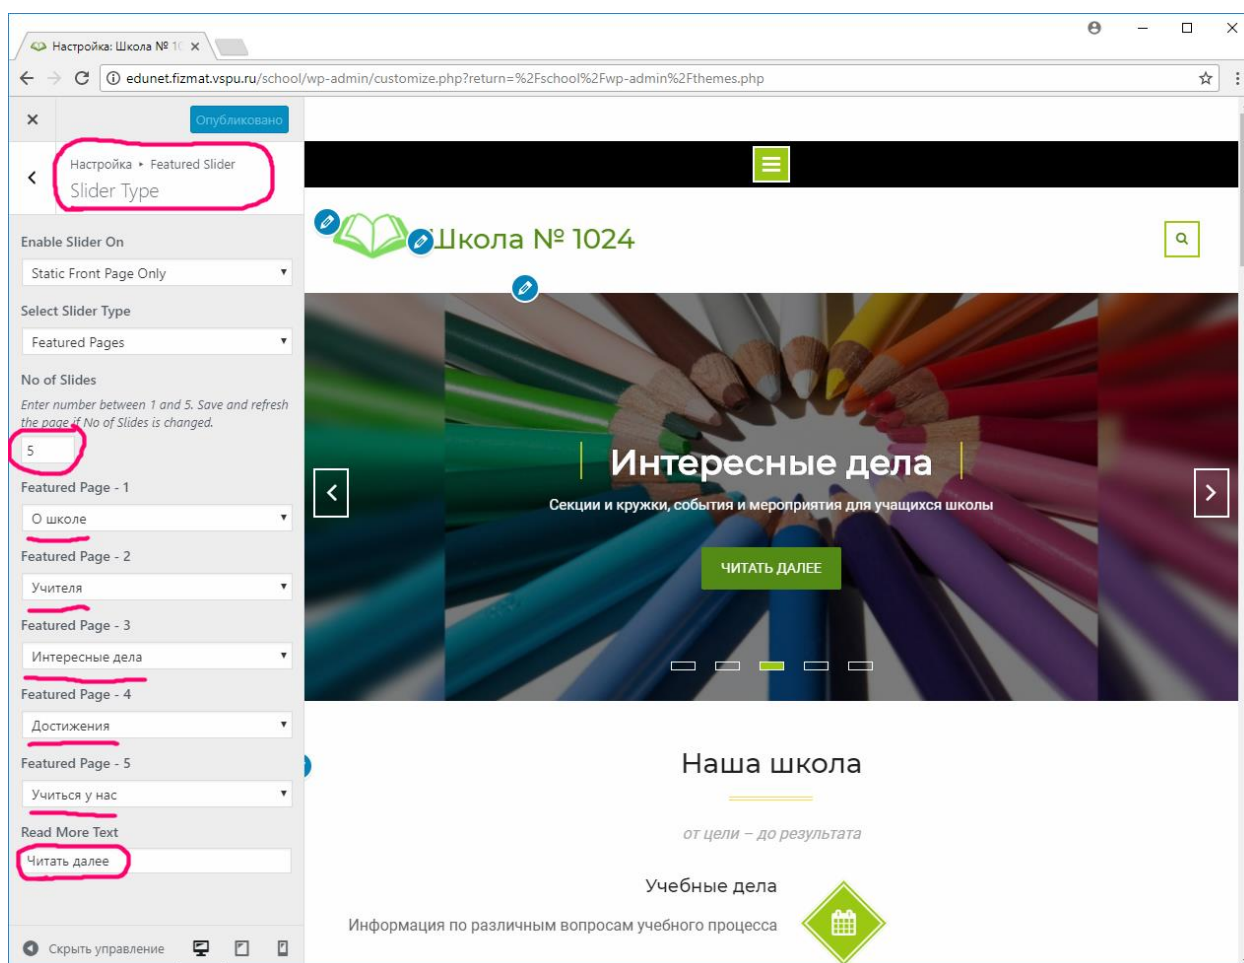 Настройка: Школа № 10
edunet.fizmat.vspu.ru/school/wp-admin/customize.php?return=%2Fschool%2Fwp-admin%2Fthemes.php
Опубликовано
Настройка ▸ Featured Slider
Slider Type
Enable Slider On
Static Front Page Only
Select Slider Type
Featured Pages
No of Slides
Enter number between 1 and 5. Save and refresh
the page if No of Slides is changed.
5
Featured Page - 1
О школе
Featured Page - 2
Учителя
Featured Page - 3
Интересные дела
Featured Page - 4
Достижения
Featured Page - 5
Учиться у нас
Read More Text
Читать далее
Скрыть управление
Школа № 1024
Интересные дела
Секции и кружки, события и мероприятия для учащихся школы
ЧИТАТЬ ДАЛЕЕ
Наша школа
от цели – до результата
Учебные дела
Информация по различным вопросам учебного процесса